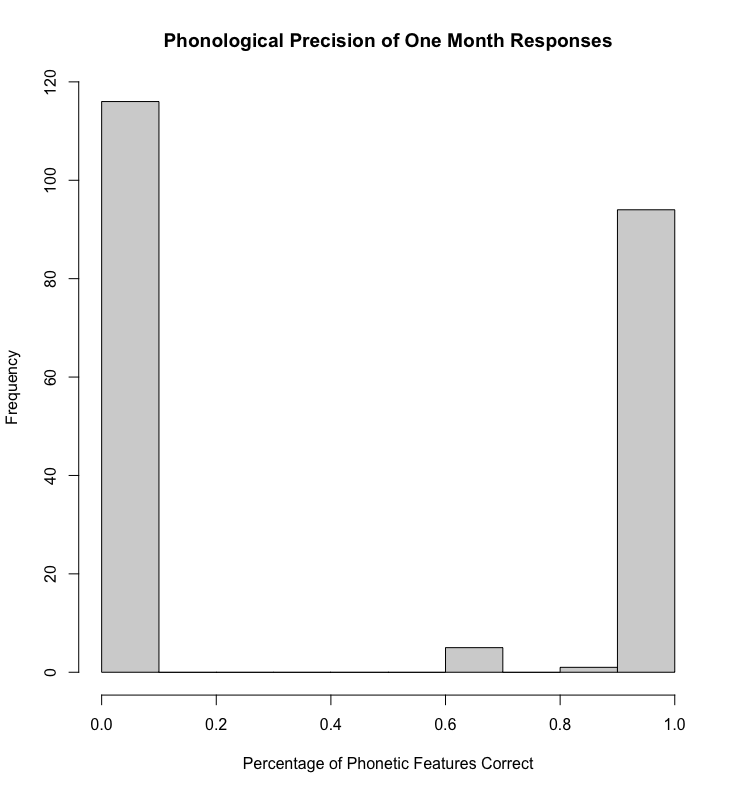 Phonological Precision of One Month Responses
120
100
80
60
40
20
0
Frequency
0.0 0.2 0.4 0.6 0.8 1.0
Percentage of Phonetic Features Correct